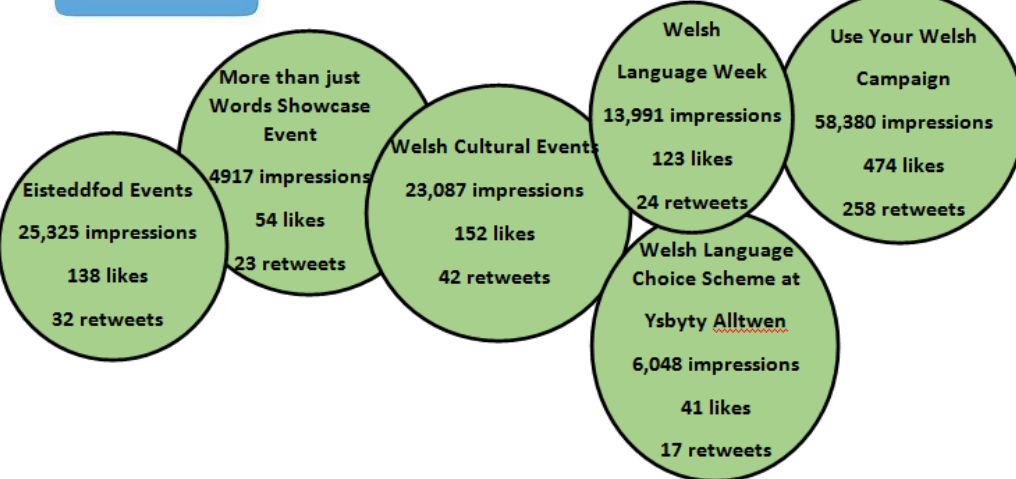 Eisteddfod Events
25,325 impressions
138 likes
32 retweets
More than just
Words Showcase
Event
4917 impressions
54 likes
23 retweets
Welsh Cultural Events
23,087 impressions
152 likes
42 retweets
Welsh
Language Week
13,991 impressions
123 likes
24 retweets
Welsh Language
Choice Scheme at
Ysbyty Alltwen
6,048 impressions
41 likes
17 retweets
Use Your Welsh
Campaign
58,380 impressions
474 likes
258 retweets